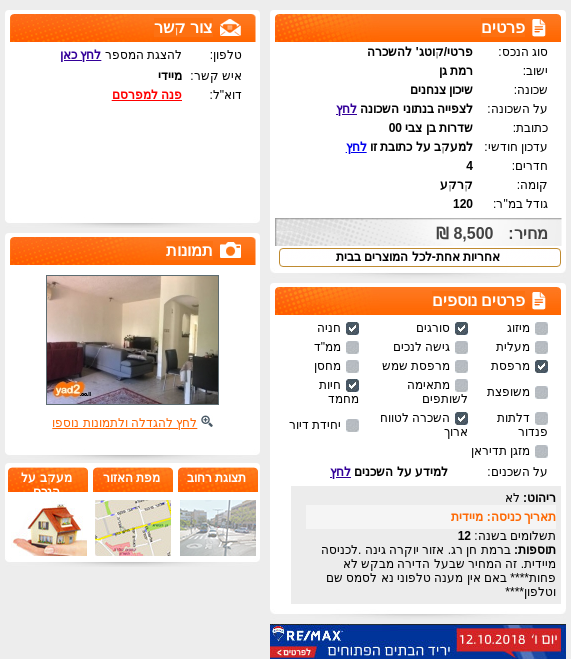 פרטים
סוג הנכס: פרטי/קוטג' להשכרה
ישוב: רמת גן
שכונה: שיכון צנחנים
על השכונה: לצפייה בנתוני השכונה לחץ
כתובת: שדרות בן צבי 00
עדכון חודשי: למעקב על כתובת זו לחץ
חדרים: 4
קומה: קרקע
גודל במ"ר: 120
מחיר: 8,500 ₪
אחריות אחת-לכל המוצרים בבית
פרטים נוספים
מיזוג סורגים חניה
מעלית גישה לנכים ממ"ד
מרפסת מרפסת שמש מחסן
משופצת מתאימה לשותפים חיות מחמד
דלתות פנדור השכרה לטווח ארוך יחידת דיור
מזגן תדיראן
על השכנים: למידע על השכנים לחץ
ריהוט: לא
תאריך כניסה: מיידית
תשלומים בשנה: 12
תוספות: ברמת חן רג. אזור יוקרה גינה .לכניסה
מיידית. זה המחיר שבעל הדירה מבקש לא
פחות**** באם אין מענה טלפוני נא לסמס שם
וטלפון****
RE/MAX
יום ו' 12.10.2018
יריד הבתים הפתוחים
לפרטים >
צור קשר
טלפון: להצגת המספר לחץ כאן
איש קשר: מיידי
דוא"ל: פנה למפרסם
תמונות
yad2.co.il
לחץ להגדלה ולתמונות נוספו
תצוגת רחוב
מפת האזור
מעקב על
הנכס